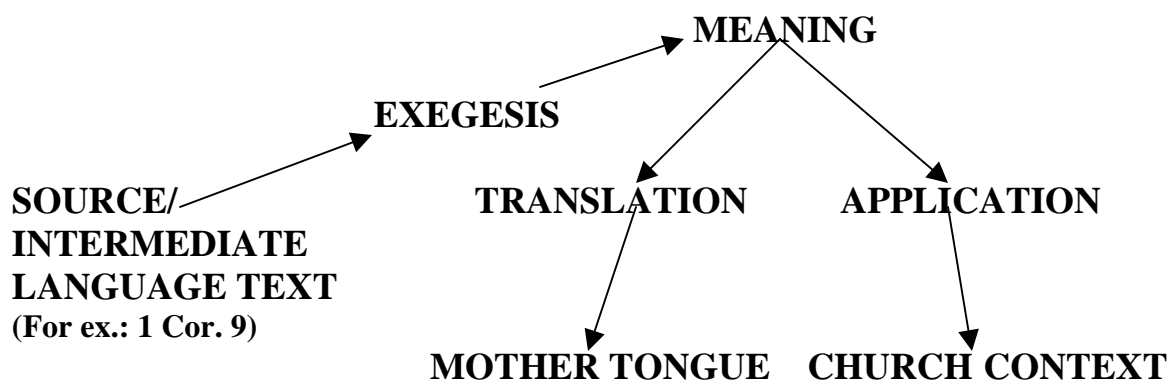 MEANING
EXEGESIS
SOURCE/
INTERMEDIATE
LANGUAGE TEXT
(For ex.: 1 Cor. 9)
TRANSLATION
APPLICATION
MOTHER TONGUE
CHURCH CONTEXT